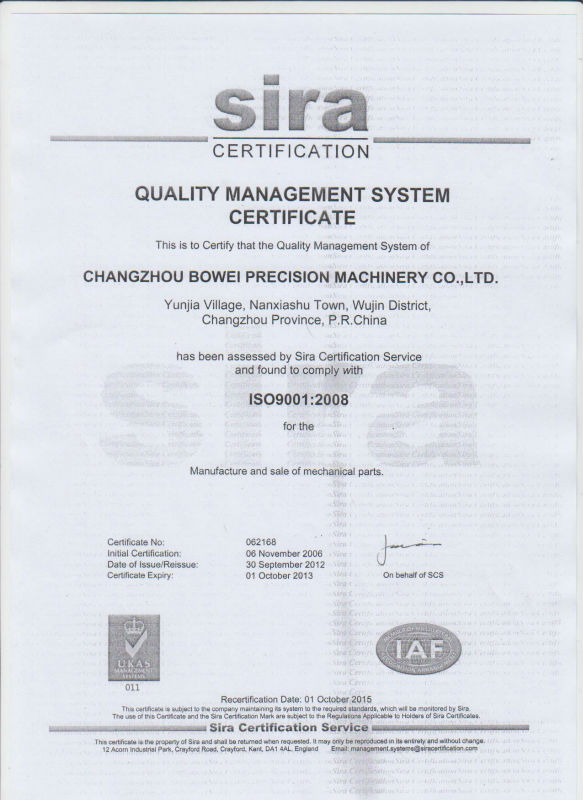 sira
CERTIFICATION
QUALITY MANAGEMENT SYSTEM
CERTIFICATE
This is to Certify that the Quality Management System of
CHANGZHOU BOWEI PRECISION MACHINERY CO.,LTD.
Yunjia Village, Nanxiashu Town, Wujin District,
Changzhou Province, P.R.China
has been assessed by Sira Certification Service
and found to comply with
ISO9001:2008
for the
Manufacture and sale of mechanical parts.
Certificate No: 062168
Initial Certification: 06 November 2006
Date of Issue/Reissue: 30 September 2012
Certificate Expiry: 01 October 2013
On behalf of SCS
UKAS
MANAGEMENT
SYSTEMS
011
IAF
Recertification Date: 01 October 2015
This certificate is subject to the company maintaining its system to the required standards, which will be monitored by Sira.
The use of this Certificate and the Sira Certification Mark are subject to the Regulations Applicable to Holders of Sira Certificates.
Sira Certification Service
This certificate is the property of Sira and shall be returned when requested. It may only be reproduced in its entirety and without change.
12 Acorn Industrial Park, Crayford Road, Crayford, Kent, DA1 4AL, England Email: management.systems@siracertification.com